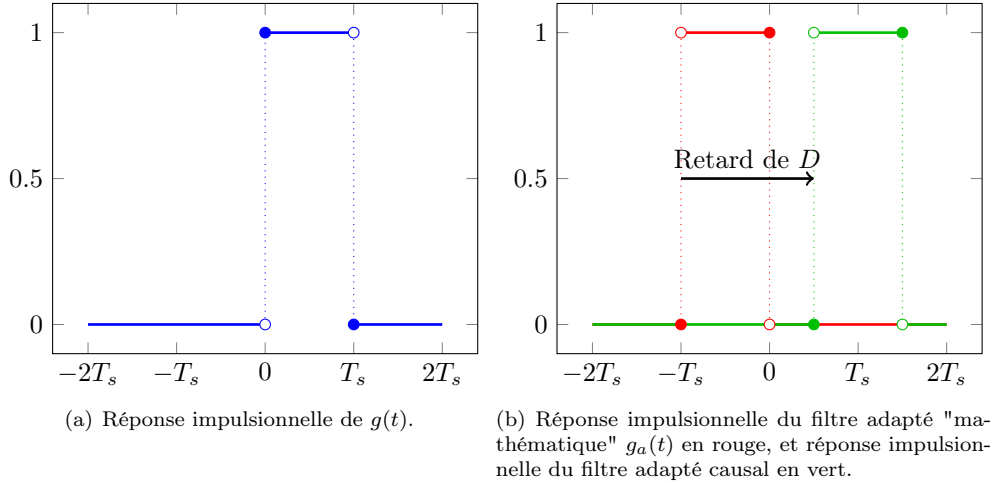 1
0.5
0
−2T_s −T_s 0 T_s 2T_s
(a) Réponse impulsionnelle de g(t).
1
0.5
0
Retard de D
−2T_s −T_s 0 T_s 2T_s
(b) Réponse impulsionnelle du filtre adapté "ma-
thématique" g_a(t) en rouge, et réponse impulsion-
nelle du filtre adapté causal en vert.